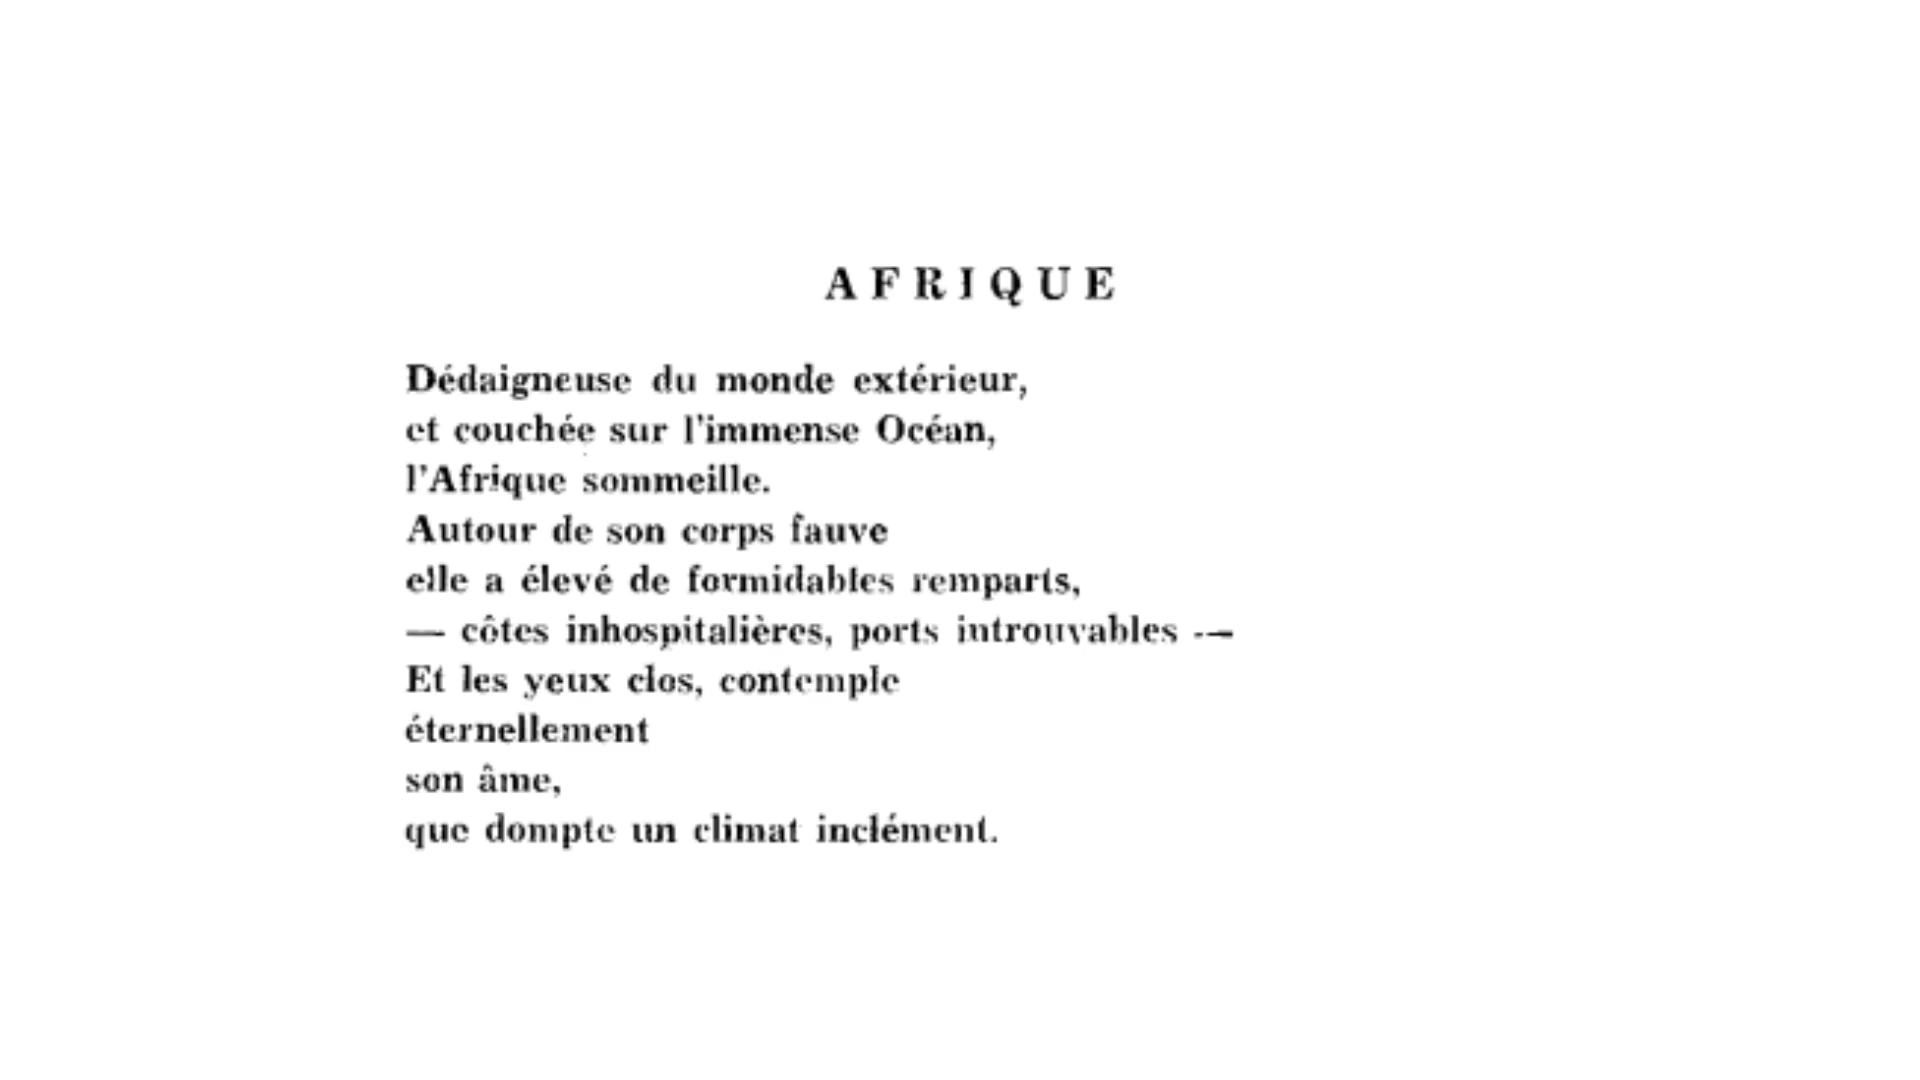 AFRIQUE
Dédaigneuse du monde extérieur,
et couchée sur l'immense Océan,
l'Afrique sommeille.
Autour de son corps fauve
elle a élevé de formidables remparts,
— côtes inhospitalières, ports introuvables —
Et les yeux clos, contemple
éternellement
son âme,
que dompte un climat inclément.